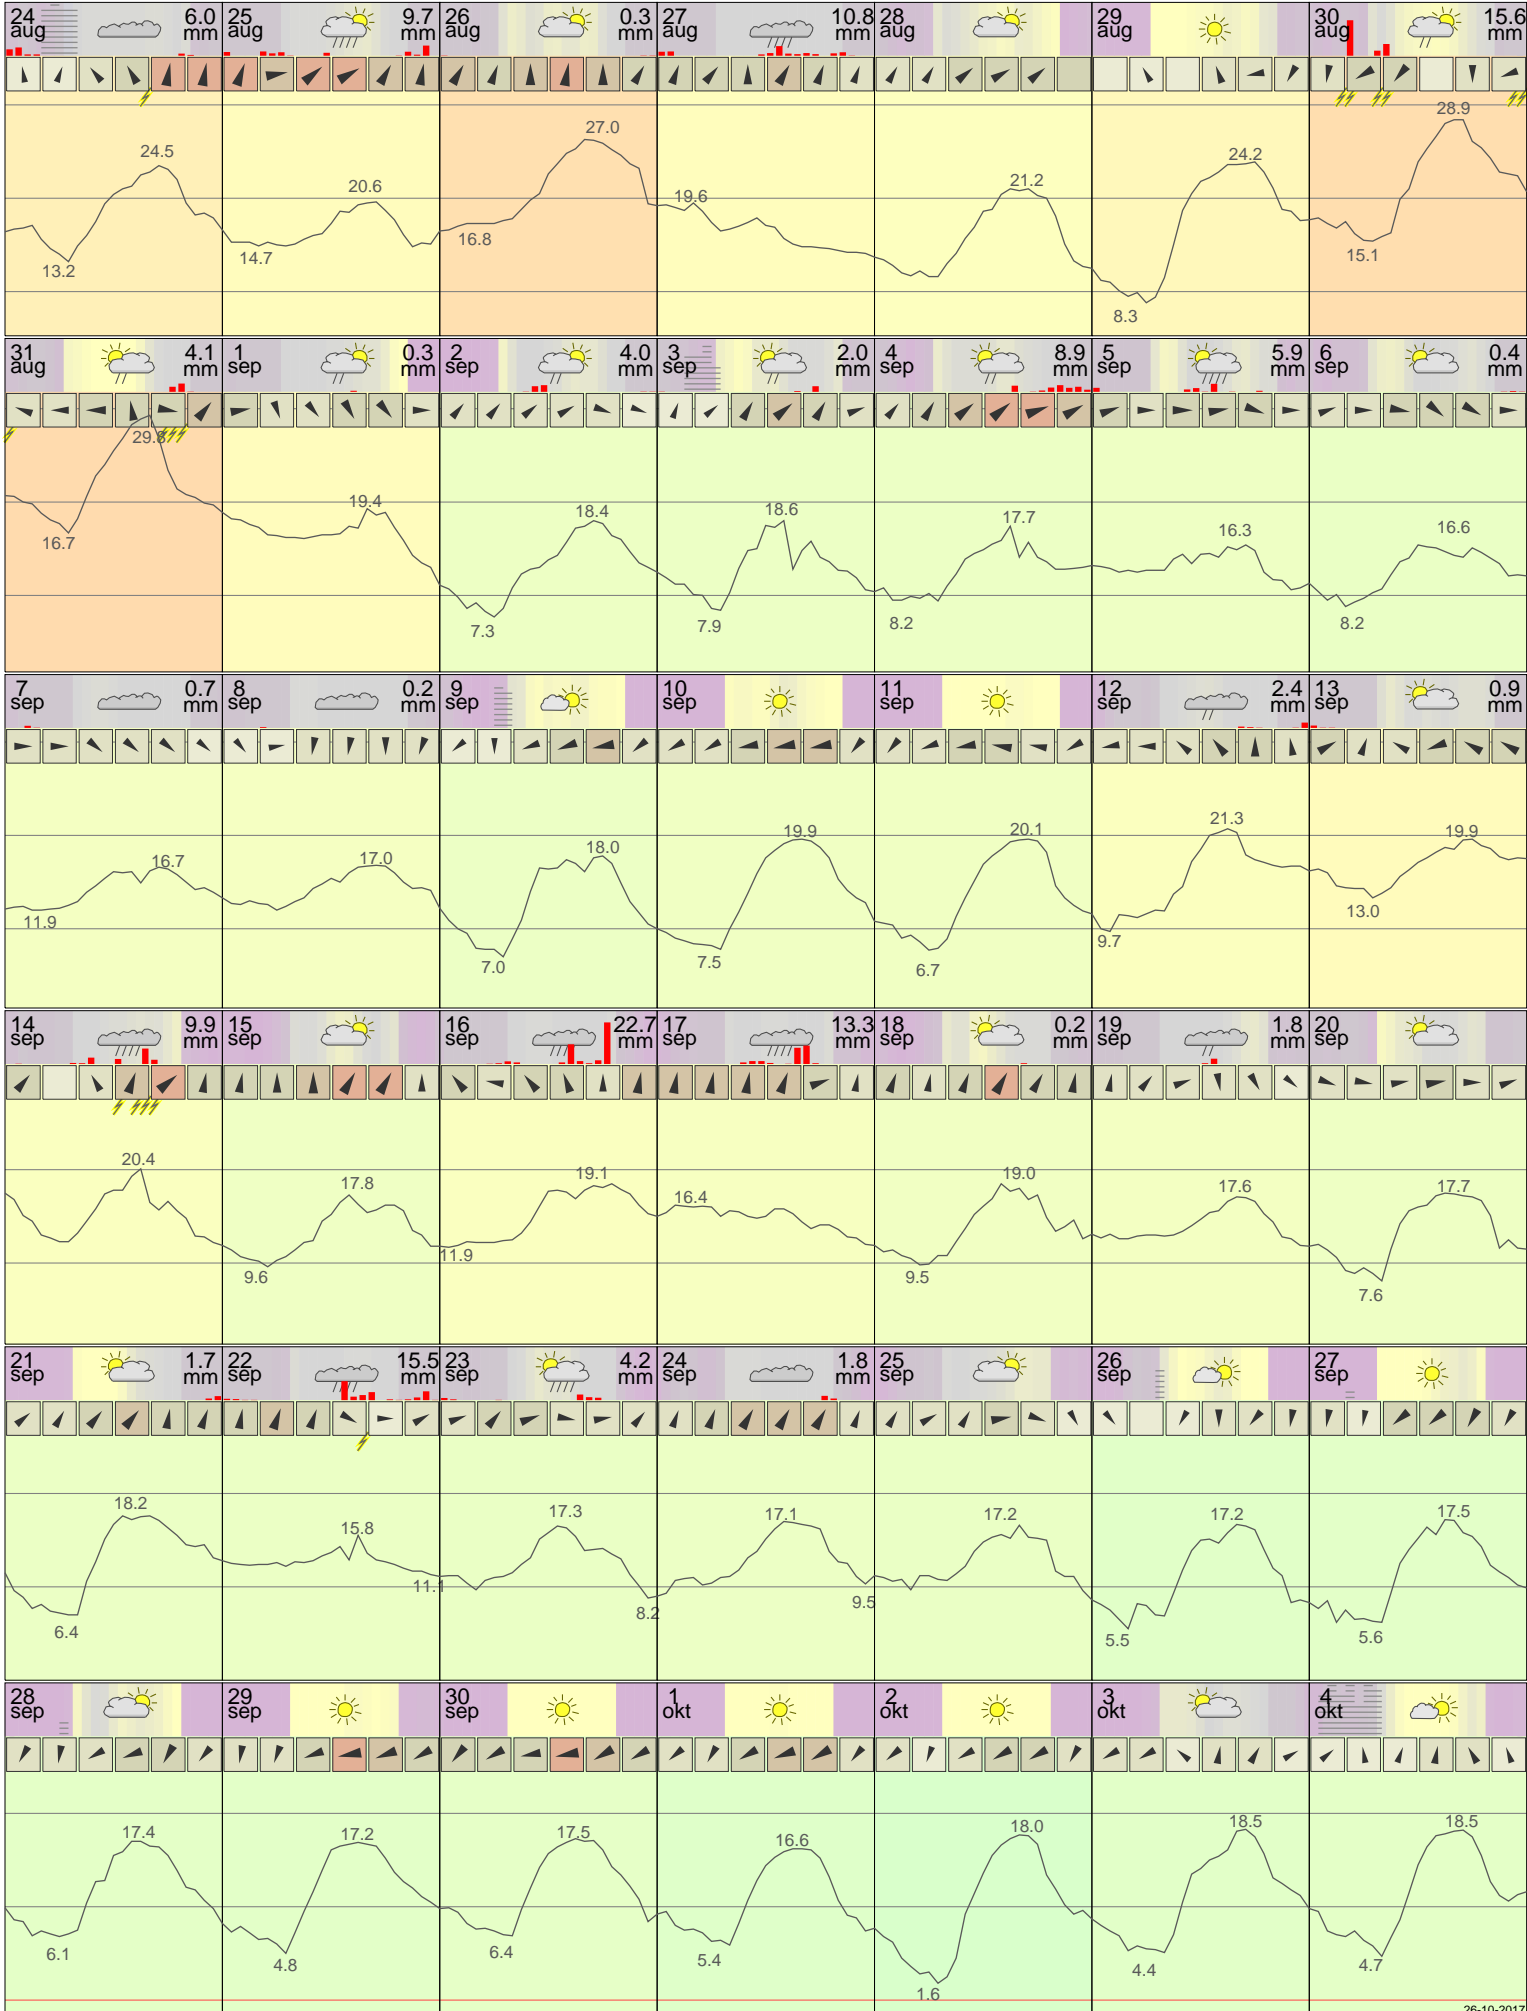 24 aug 6.0 mm
25 aug 9.7 mm
26 aug 0.3 mm
27 aug 10.8 mm
28 aug
29 aug
30 aug 15.6 mm
24.5 13.2
20.6 14.7
27.0 16.8
19.6
21.2
24.2 8.3
28.9 15.1
31 aug 4.1 mm
1 sep 0.3 mm
2 sep 4.0 mm
3 sep 2.0 mm
4 sep 8.9 mm
5 sep 5.9 mm
6 sep 0.4 mm
29.8 16.7
19.4
18.4 7.3
18.6 7.9
17.7 8.2
16.3
16.6 8.2
7 sep 0.7 mm
8 sep 0.2 mm
9 sep
10 sep
11 sep
12 sep 2.4 mm
13 sep 0.9 mm
16.7 11.9
17.0
18.0 7.0
19.9 7.5
20.1 6.7
21.3 9.7
19.9 13.0
14 sep 9.9 mm
15 sep
16 sep 22.7 mm
17 sep 13.3 mm
18 sep 0.2 mm
19 sep 1.8 mm
20 sep
20.4
17.8 9.6
19.1 11.9
16.4
19.0 9.5
17.6
17.7 7.6
21 sep 1.7 mm
22 sep 15.5 mm
23 sep 4.2 mm
24 sep 1.8 mm
25 sep
26 sep
27 sep
18.2 6.4
15.8 11.1
17.3 8.2
17.1 9.5
17.2
17.2 5.5
17.5 5.6
28 sep
29 sep
30 sep
1 okt
2 okt
3 okt
4 okt
17.4 6.1
17.2 4.8
17.5 6.4
16.6 5.4
18.0 1.6
18.5 4.4
18.5 4.7
26-10-2017